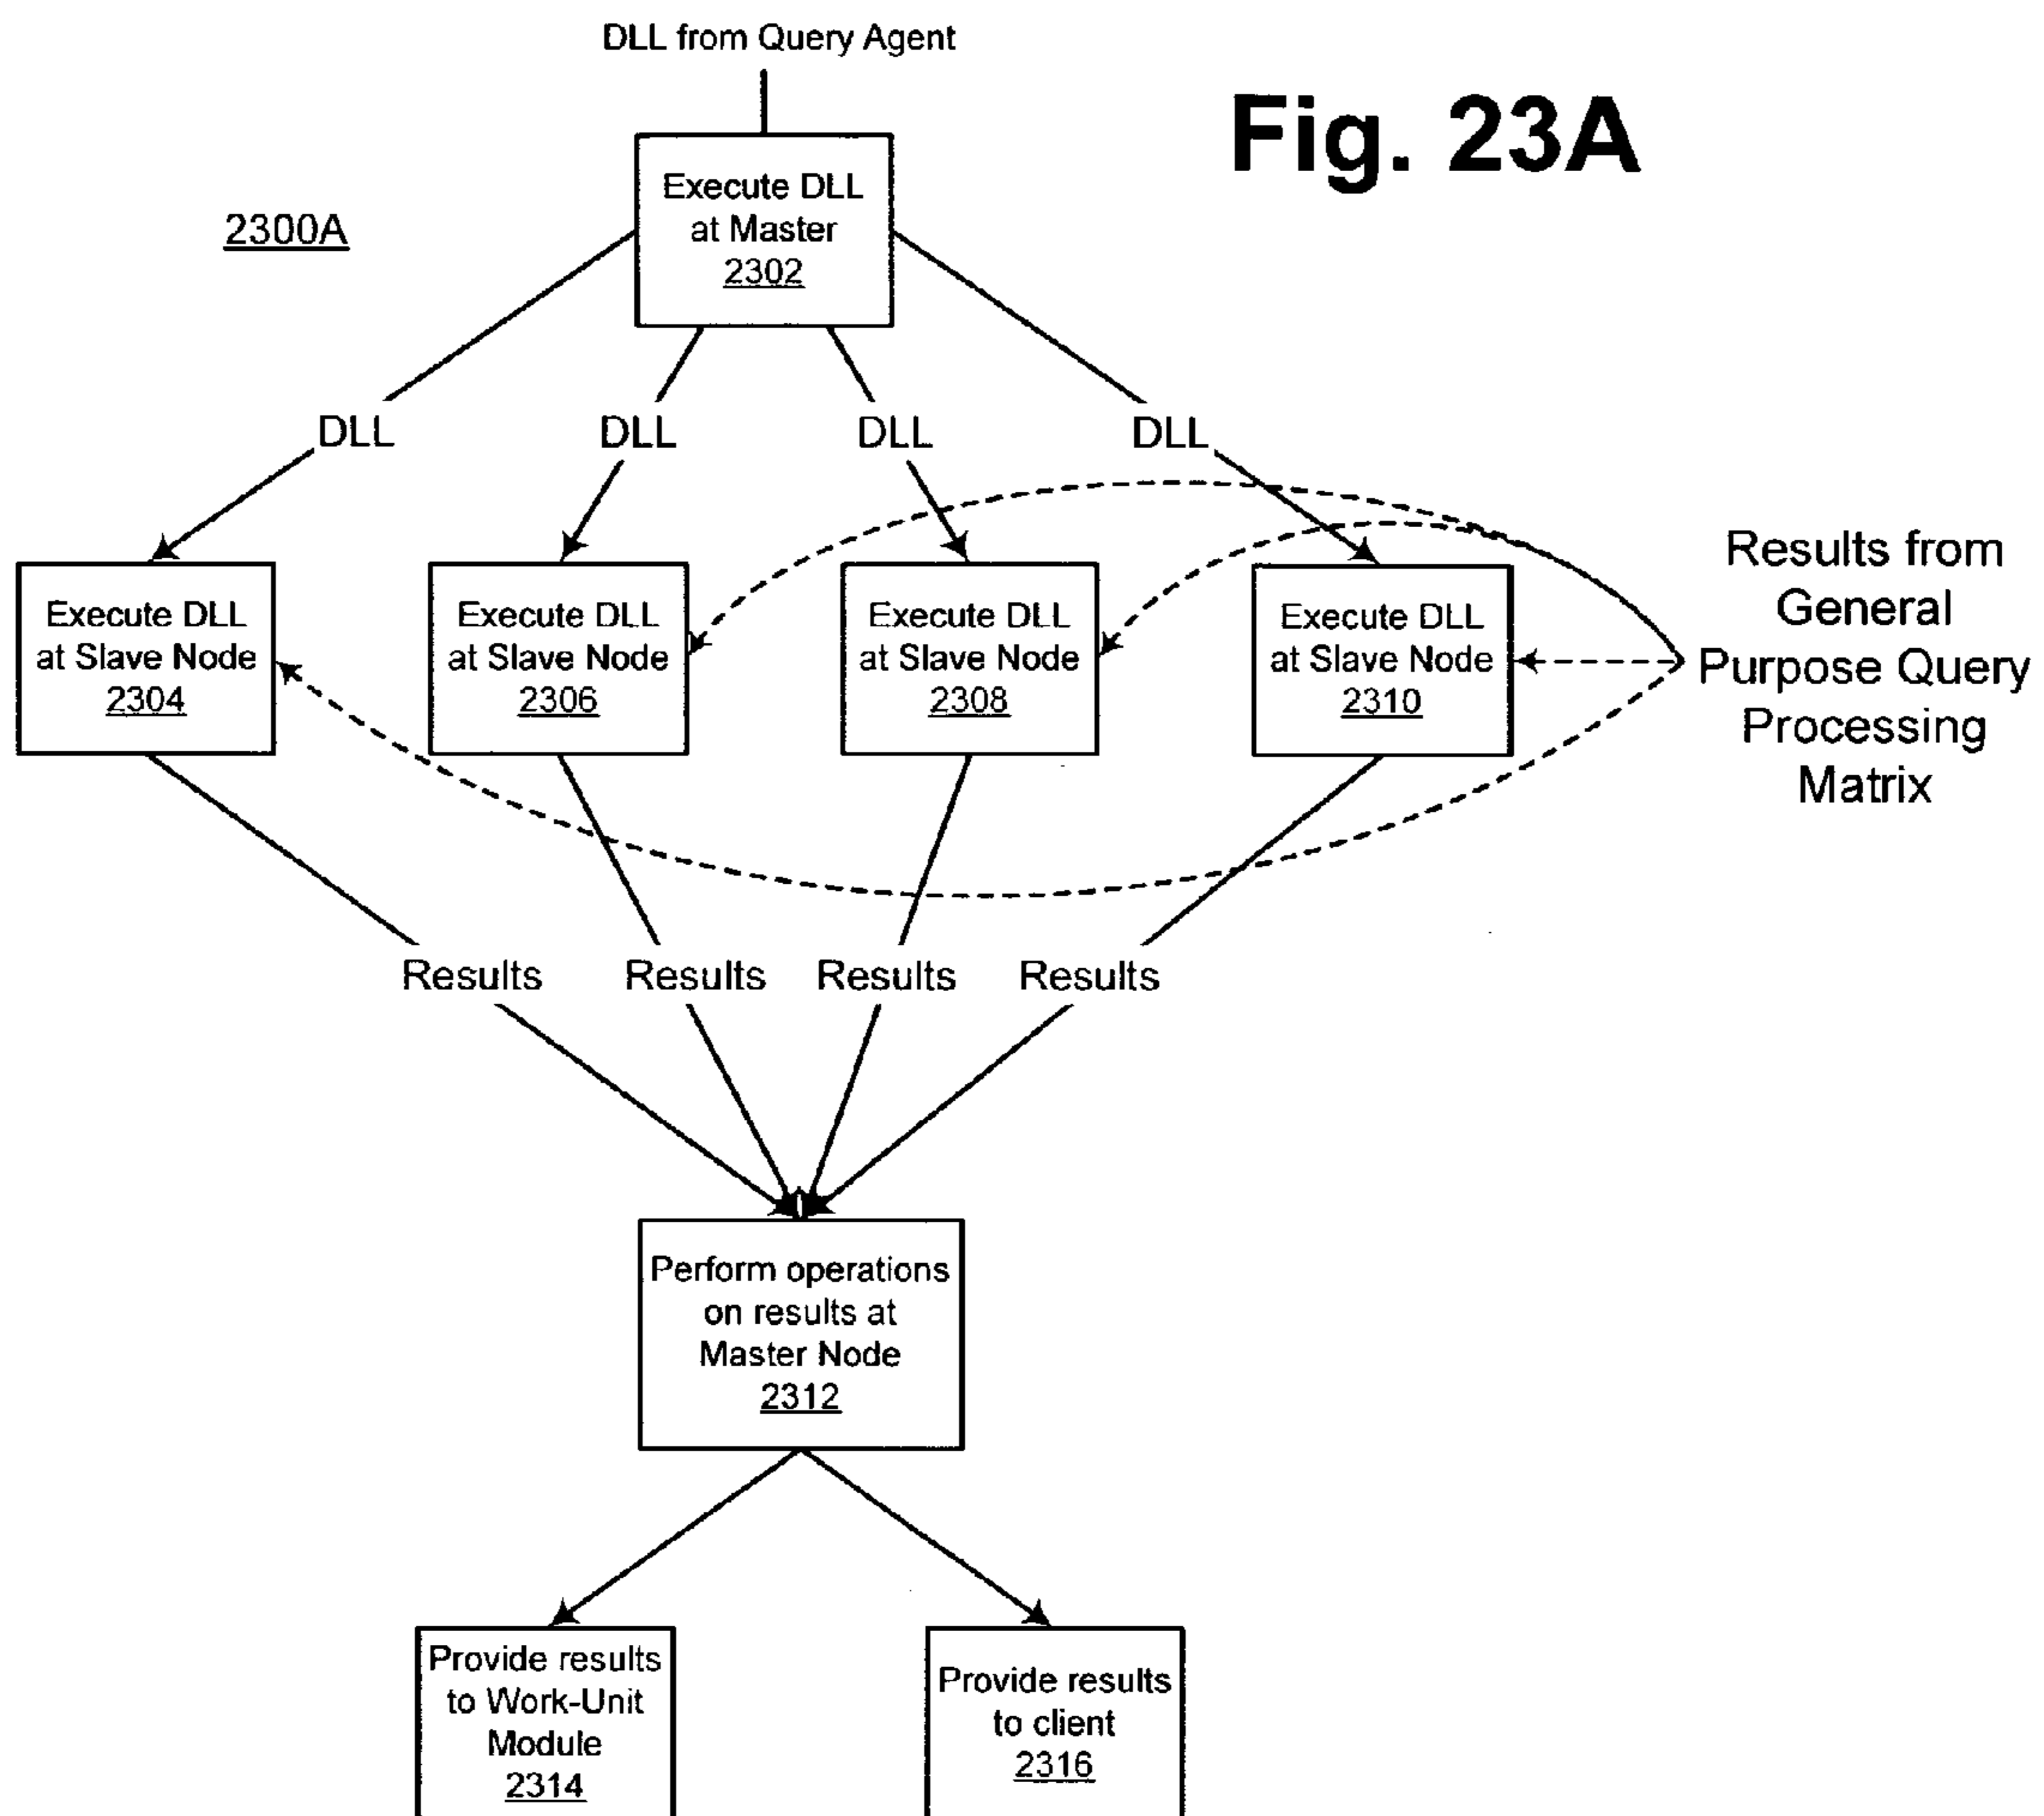 DLL from Query Agent
Fig. 23A
2300A
Execute DLL
at Master
2302
DLL
DLL
DLL
DLL
Execute DLL
at Slave Node
2304
Execute DLL
at Slave Node
2306
Execute DLL
at Slave Node
2308
Execute DLL
at Slave Node
2310
Results from
General
Purpose Query
Processing
Matrix
Results
Results
Results
Results
Perform operations
on results at
Master Node
2312
Provide results
to Work-Unit
Module
2314
Provide results
to client
2316